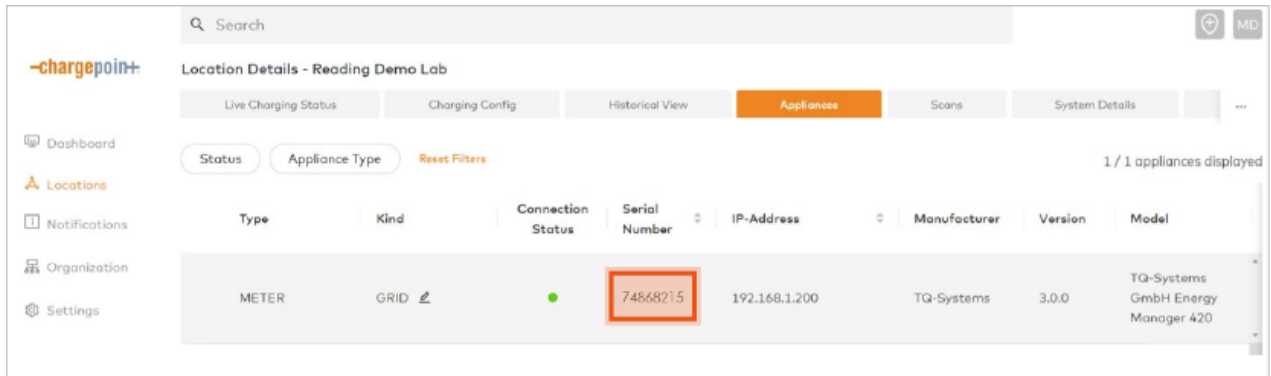 Search
MD
-chargepoin+
Location Details - Reading Demo Lab
Live Charging Status Charging Config Historical View Appliances Scans System Details ...
Dashboard
Locations
Notifications
Organization
Settings
Status Appliance Type Reset Filters
1 / 1 appliances displayed
Type Kind Connection Status Serial Number IP-Address Manufacturer Version Model
METER GRID 74868215 192.168.1.200 TQ-Systems 3.0.0 TQ-Systems
GmbH Energy
Manager 420